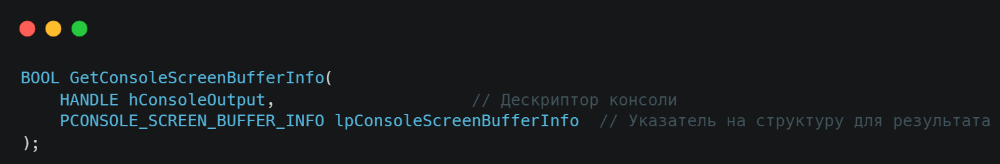 BOOL GetConsoleScreenBufferInfo(
    HANDLE hConsoleOutput,                    // Дескриптор консоли
    PCONSOLE_SCREEN_BUFFER_INFO lpConsoleScreenBufferInfo  // Указатель на структуру для результата
);